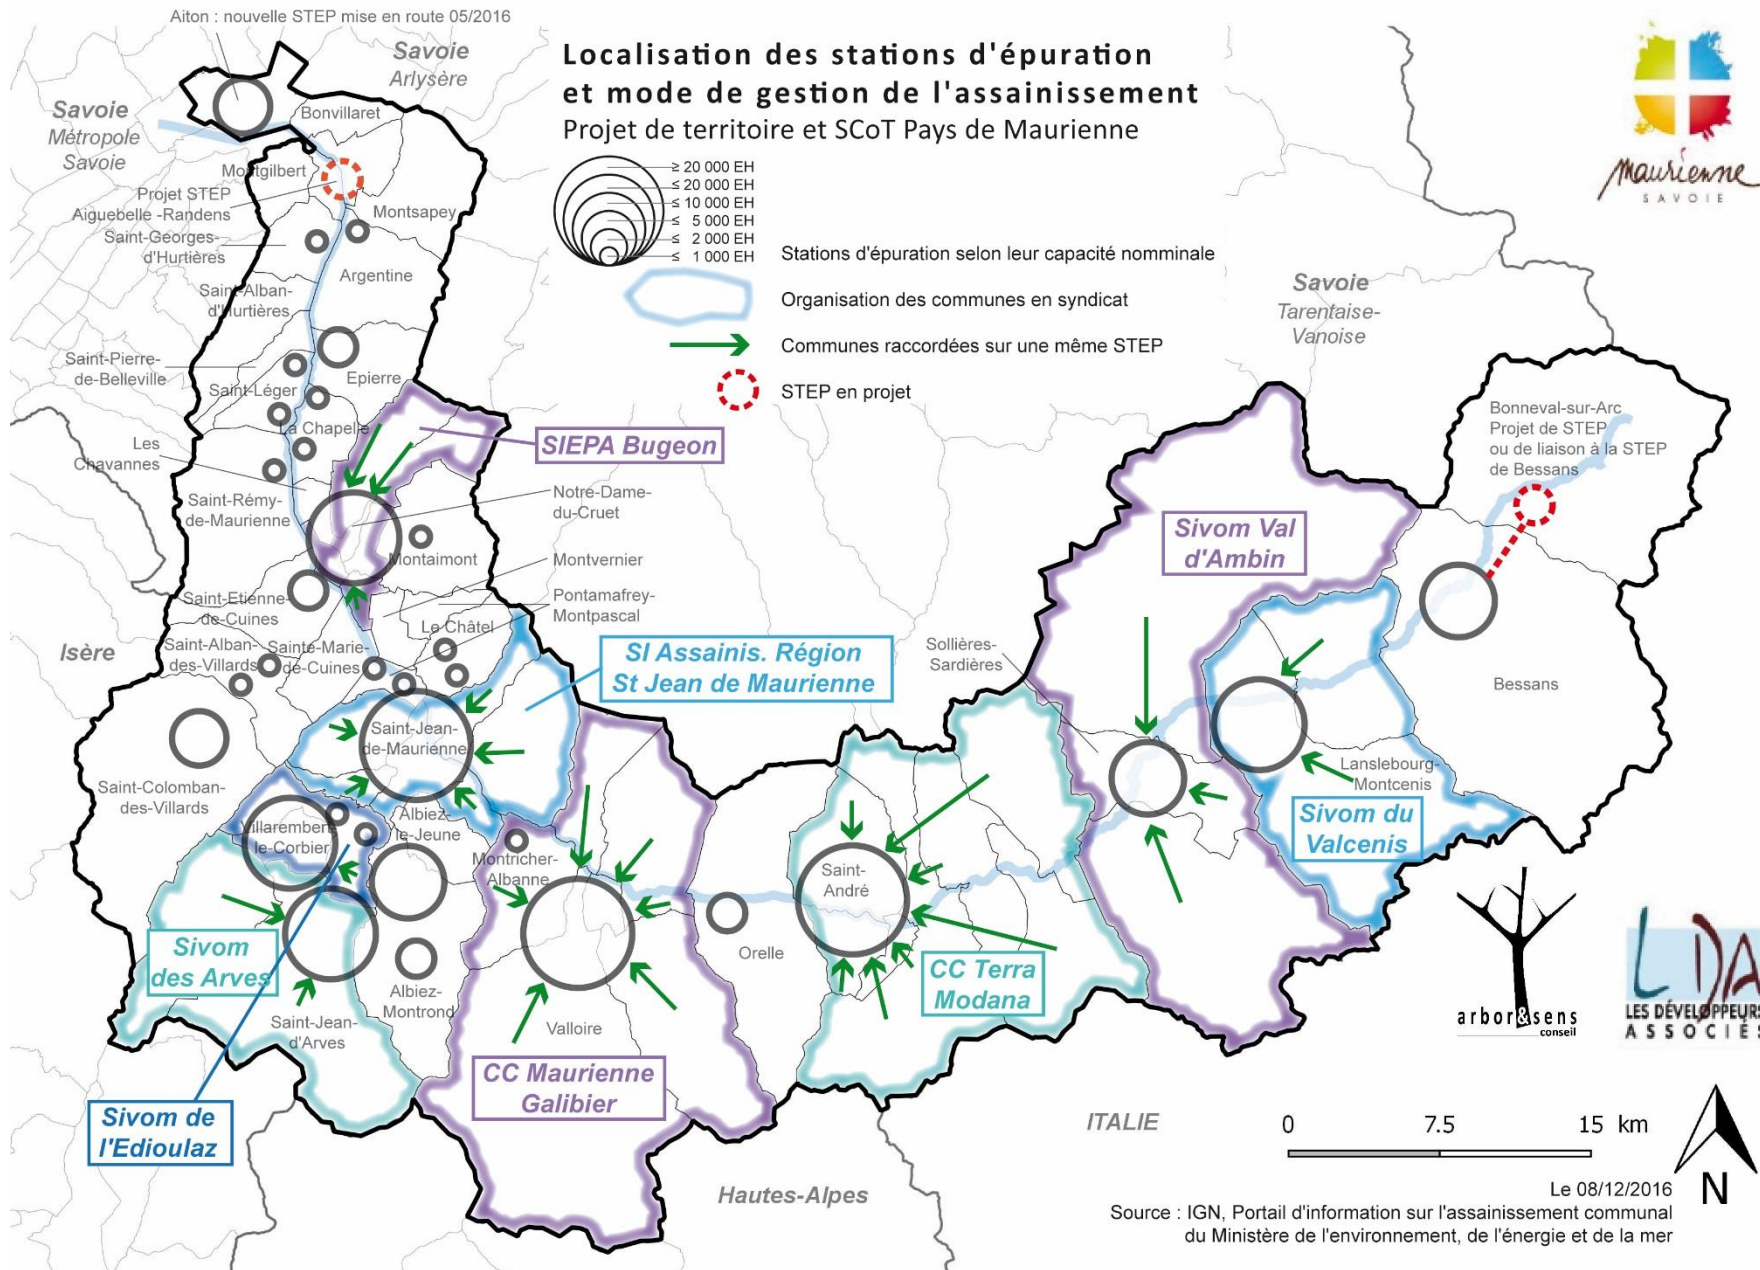 Aiton : nouvelle STEP mise en route 05/2016
Localisation des stations d'épuration
et mode de gestion de l'assainissement
Projet de territoire et SCoT Pays de Maurienne
≥ 20 000 EH
≤ 20 000 EH
≤ 10 000 EH
≤ 5 000 EH
≤ 2 000 EH
≤ 1 000 EH
Stations d'épuration selon leur capacité nomminale
Organisation des communes en syndicat
Communes raccordées sur une même STEP
STEP en projet
maurienne
SAVOIE
Savoie
Arlysère
Savoie
Métropole
Savoie
Bonvillaret
Montgilbert
Projet STEP
Aiguebelle -Randens
Montsapey
Saint-Georges-
d'Hurtières
Argentine
Saint-Alban-
d'Hurtières
Saint-Pierre-
de-Belleville
Epierre
Saint-Léger
La Chapelle
Les
Chavannes
SIEPA Bugeon
Saint-Rémy-
de-Maurienne
Notre-Dame-
du-Cruet
Montaimont
Montvernier
Saint-Etienne-
de-Cuines
Pontamafrey-
Montpascal
Le Châtel
Isère
Saint-Alban-
des-Villards
Sainte-Marie-
de-Cuines
SI Assainis. Région
St Jean de Maurienne
Saint-Jean-
de-Maurienne
Saint-Colomban-
des-Villards
Villarembert-
le-Corbier
Albiez-
le-Jeune
Montricher-
Albanne
Sivom
des Arves
Albiez-
Montrond
Saint-Jean-
d'Arves
Valloire
CC Maurienne
Galibier
Sivom de
l'Edioulaz
Orelle
Saint-
André
CC Terra
Modana
Sollières-
Sardières
Sivom Val
d'Ambin
Savoie
Tarentaise-
Vanoise
Bonneval-sur-Arc
Projet de STEP
ou de liaison à la STEP
de Bessans
Bessans
Lanslebourg-
Montcenis
Sivom du
Valcenis
arbor&sens
conseil
LDA
LES DÉVELOPPEURS
ASSOCIÉS
ITALIE
Hautes-Alpes
0 7.5 15 km
N
Le 08/12/2016
Source : IGN, Portail d'information sur l'assainissement communal
du Ministère de l'environnement, de l'énergie et de la mer